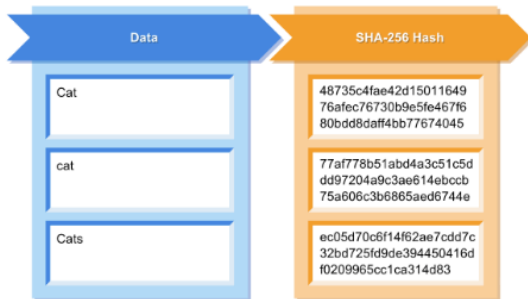 Data
SHA-256 Hash
Cat
48735c4fae42d15011649
76afec76730b9e5fe467f6
80bdd8daff4bb77674045
cat
77af778b51abd4a3c51c5d
dd97204a9c3ae614ebccb
75a606c3b6865aed6744e
Cats
ec05d70c6f14f62ae7cdd7c
32bd725fd9de394450416d
f0209965cc1ca314d83